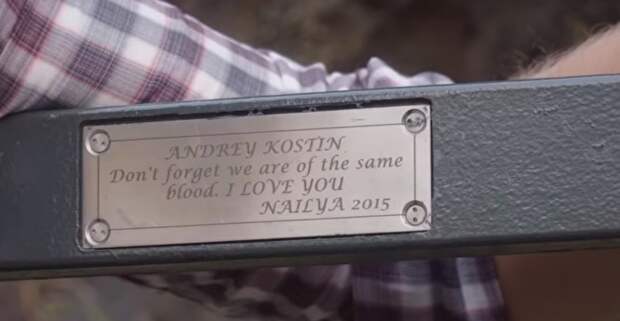 ANDREY KOSTIN
Don't forget we are of the same
blood. I LOVE YOU
NAILYA 2015